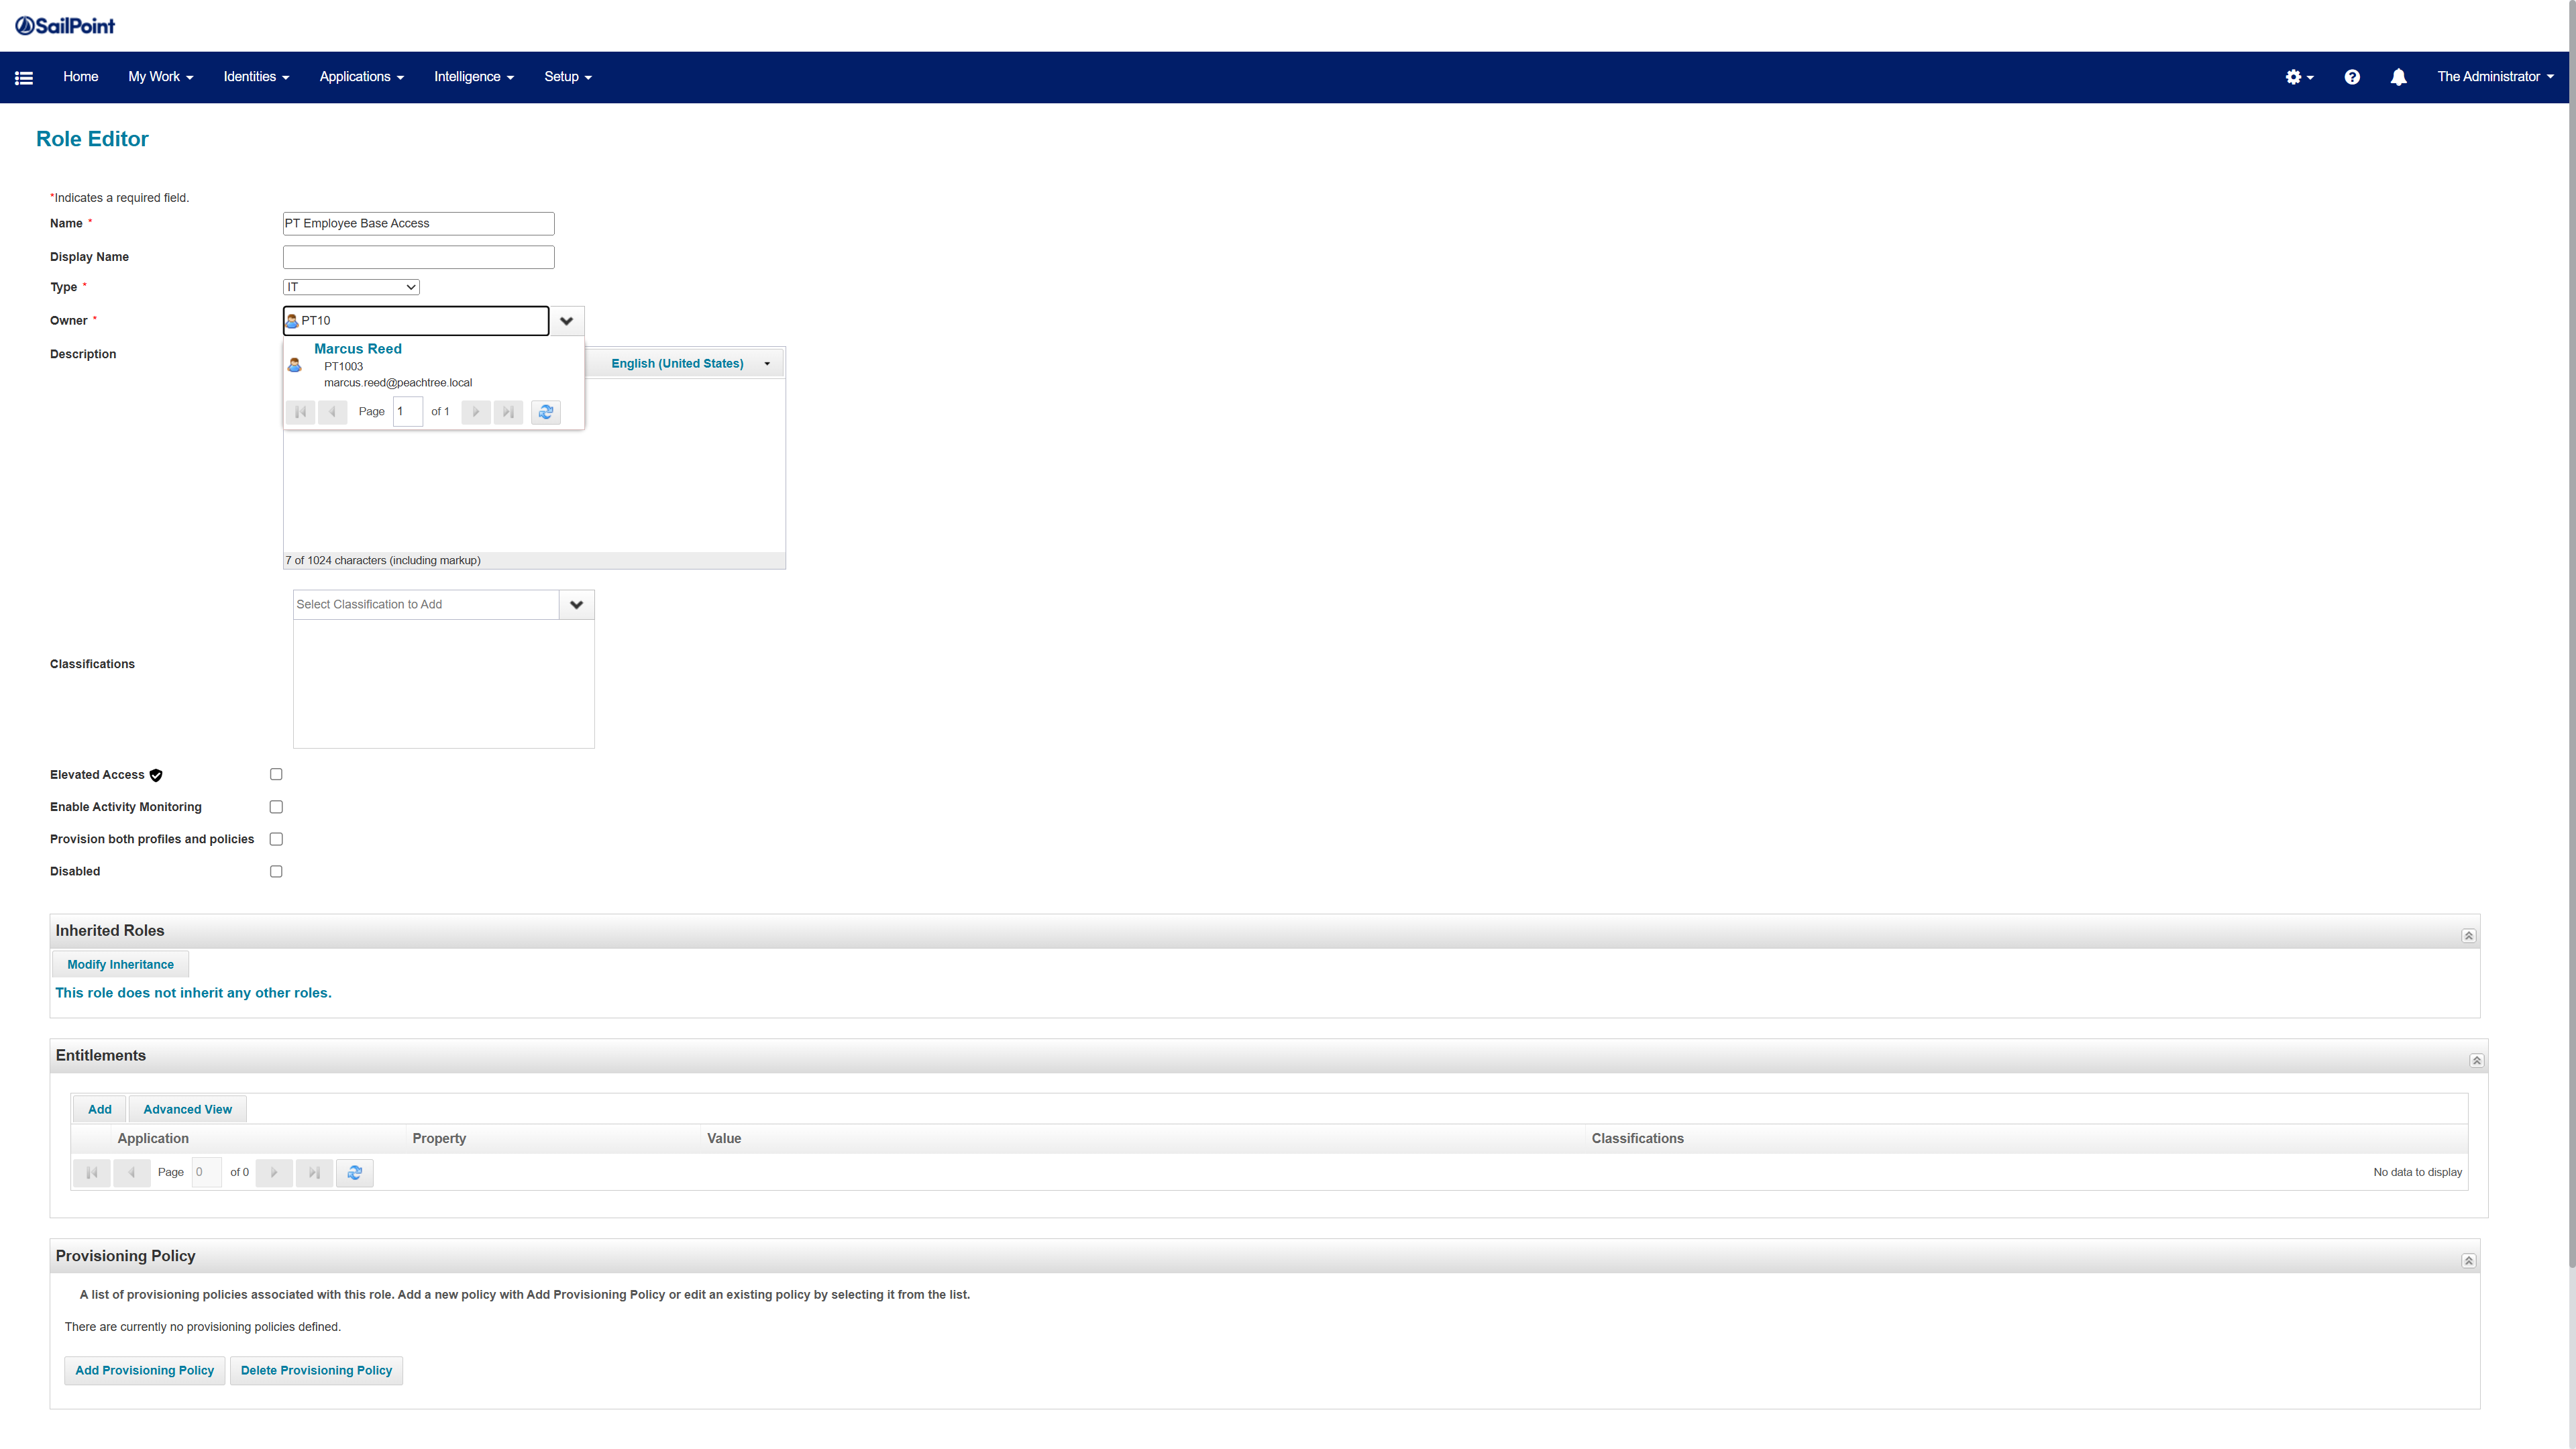 SailPoint
Home My Work Identities Applications Intelligence Setup The Administrator
Role Editor
*Indicates a required field.
Name * PT Employee Base Access
Display Name
Type * IT
Owner * PT10
Marcus Reed
PT1003
marcus.reed@peachtree.local
Page 1 of 1
Description English (United States)
7 of 1024 characters (including markup)
Select Classification to Add
Classifications
Elevated Access
Enable Activity Monitoring
Provision both profiles and policies
Disabled
Inherited Roles
Modify Inheritance
This role does not inherit any other roles.
Entitlements
Add Advanced View
Application Property Value Classifications
Page 0 of 0 No data to display
Provisioning Policy
A list of provisioning policies associated with this role. Add a new policy with Add Provisioning Policy or edit an existing policy by selecting it from the list.
There are currently no provisioning policies defined.
Add Provisioning Policy Delete Provisioning Policy